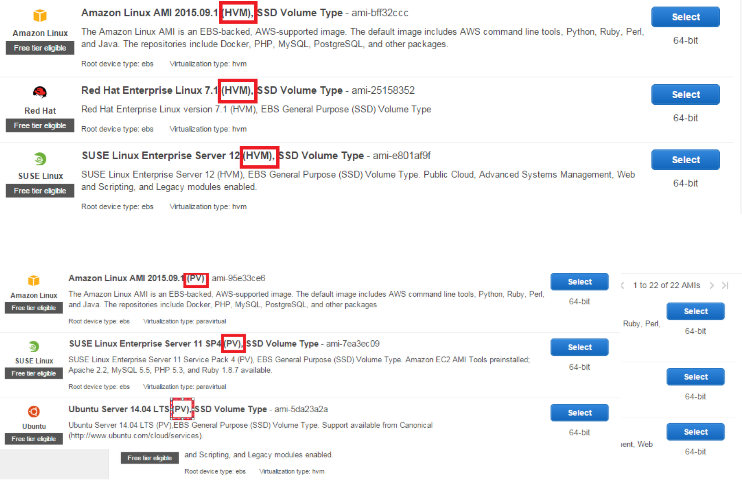 Amazon Linux AMI 2015.09.1 (HVM), SSD Volume Type - ami-bff32ccc
Select
Amazon Linux
The Amazon Linux AMI is an EBS-backed, AWS-supported image. The default image includes AWS command line tools, Python, Ruby, Perl,
and Java. The repositories include Docker, PHP, MySQL, PostgreSQL, and other packages.
64-bit
Free tier eligible
Root device type: ebs Virtualization type: hvm
Red Hat Enterprise Linux 7.1 (HVM), SSD Volume Type - ami-25158352
Select
Red Hat
Red Hat Enterprise Linux version 7.1 (HVM), EBS General Purpose (SSD) Volume Type
64-bit
Free tier eligible
Root device type: ebs Virtualization type: hvm
SUSE Linux Enterprise Server 12 (HVM), SSD Volume Type - ami-e801af9f
Select
SUSE Linux
SUSE Linux Enterprise Server 12 (HVM), EBS General Purpose (SSD) Volume Type. Public Cloud, Advanced Systems Management, Web
and Scripting, and Legacy modules enabled.
64-bit
Free tier eligible
Root device type: ebs Virtualization type: hvm
Amazon Linux AMI 2015.09.1 (PV) - ami-95e33ce6
Select
1 to 22 of 22 AMIs
Amazon Linux
The Amazon Linux AMI is an EBS-backed, AWS-supported image. The default image includes AWS command line tools, Python, Ruby, Perl,
and Java. The repositories include Docker, PHP, MySQL, PostgreSQL, and other packages.
64-bit
Free tier eligible
Root device type: ebs Virtualization type: paravirtual
Select
Ruby, Perl,
64-bit
SUSE Linux Enterprise Server 11 SP4 (PV), SSD Volume Type - ami-7ea3ec09
Select
SUSE Linux
SUSE Linux Enterprise Server 11 Service Pack 4 (PV), EBS General Purpose (SSD) Volume Type. Amazon EC2 AMI Tools preinstalled;
Apache 2.2, MySQL 5.5, PHP 5.3, and Ruby 1.8.7 available.
64-bit
Free tier eligible
Root device type: ebs Virtualization type: paravirtual
Select
64-bit
Ubuntu Server 14.04 LTS (PV), SSD Volume Type - ami-5da23a2a
Select
Ubuntu
Ubuntu Server 14.04 LTS (PV),EBS General Purpose (SSD) Volume Type. Support available from Canonical
(http://www.ubuntu.com/cloud/services).
64-bit
Free tier eligible
Select
ment, Web
64-bit
Free tier eligible
and Scripting, and Legacy modules enabled.
Root device type: ebs Virtualization type: hvm